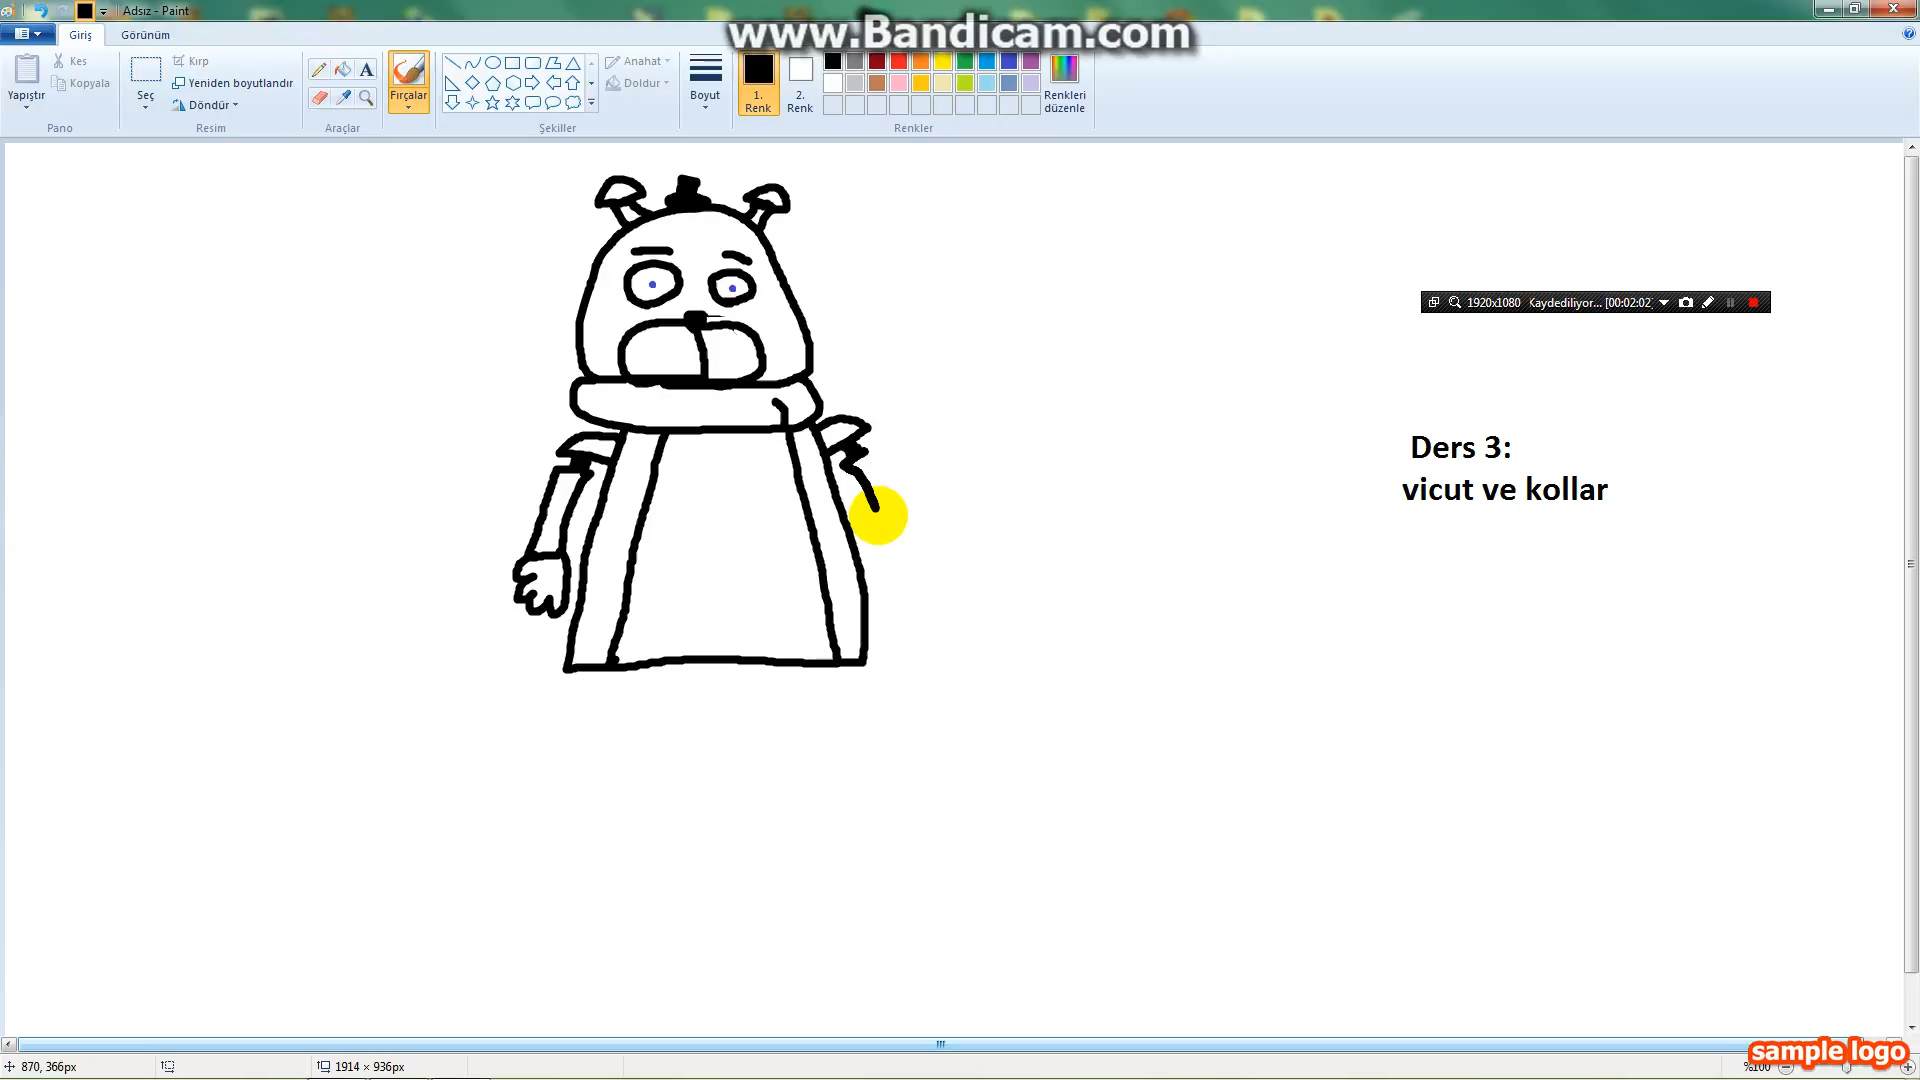 Adsız - Paint
www.Bandicam.com
Giriş
Görünüm
Yapıştır
Kes
Kopyala
Pano
Seç
Kırp
Yeniden boyutlandır
Döndür
Resim
A
Araçlar
Fırçalar
Şekiller
Anahat
Doldur
Boyut
1.
Renk
2.
Renk
Renkleri
düzenle
Renkler
1920x1080 Kaydediliyor... [00:02:02]
Ders 3:
vicut ve kollar
870, 366px
1914 × 936px
%100
sample logo